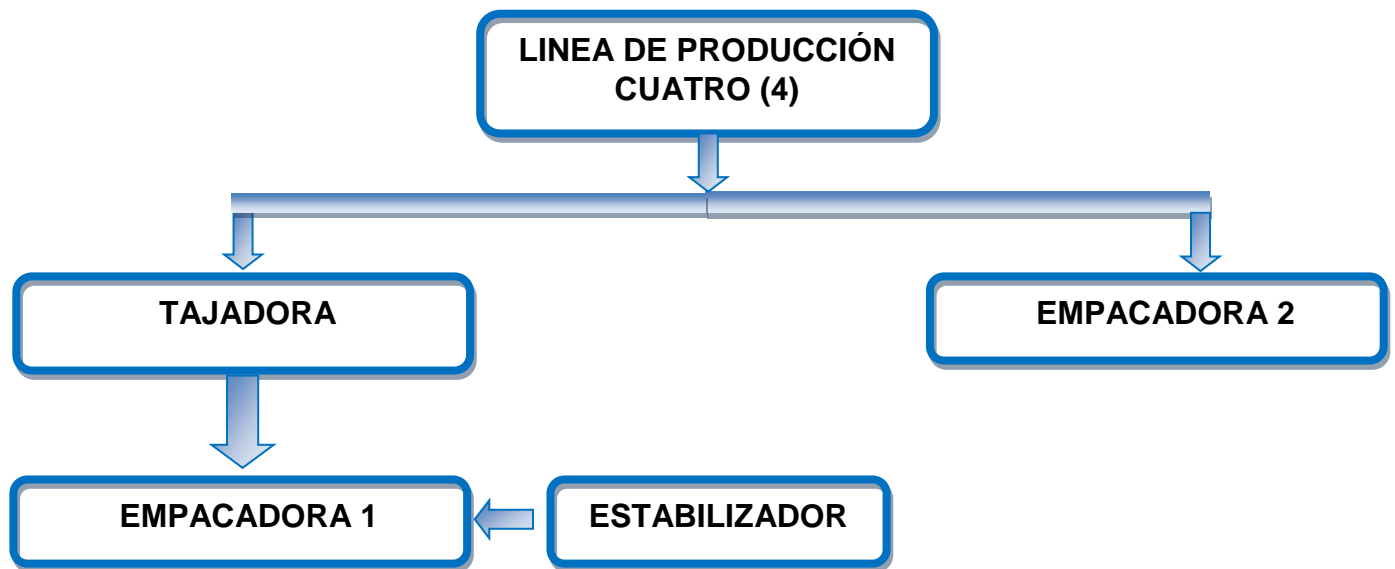 LINEA DE PRODUCCIÓN
CUATRO (4)
TAJADORA
EMPACADORA 2
EMPACADORA 1
ESTABILIZADOR